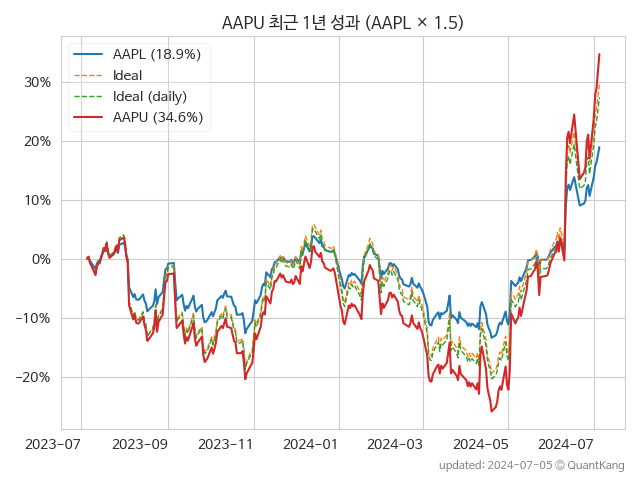 AAPU 최근 1년 성과 (AAPL × 1.5)
AAPL (18.9%)
Ideal
Ideal (daily)
AAPU (34.6%)
30%
20%
10%
0%
−10%
−20%
2023-07 2023-09 2023-11 2024-01 2024-03 2024-05 2024-07
updated: 2024-07-05 © QuantKang